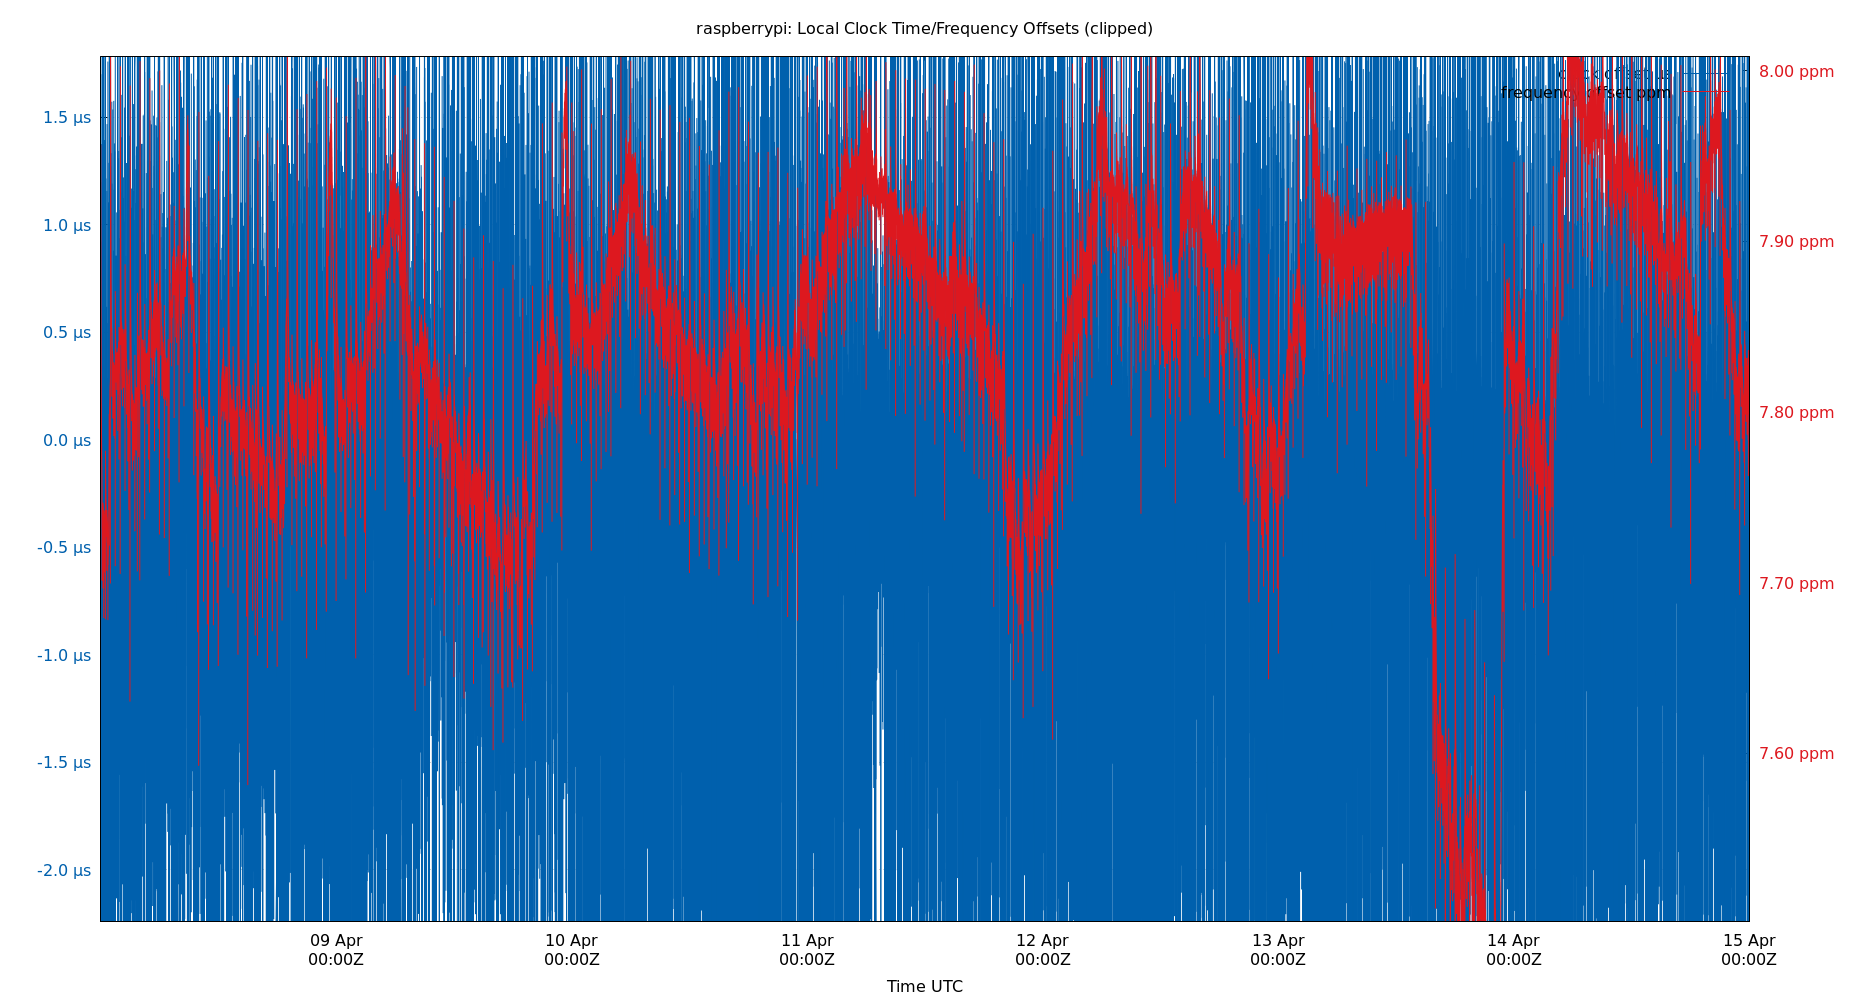 raspberrypi: Local Clock Time/Frequency Offsets (clipped)
8.00 ppm
clock offset us
frequency offset ppm
1.5 µs
7.90 ppm
1.0 µs
0.5 µs
7.80 ppm
0.0 µs
-0.5 µs
7.70 ppm
-1.0 µs
-1.5 µs
7.60 ppm
-2.0 µs
09 Apr 10 Apr 11 Apr 12 Apr 13 Apr 14 Apr 15 Apr
00:00Z 00:00Z 00:00Z 00:00Z 00:00Z 00:00Z 00:00Z
Time UTC